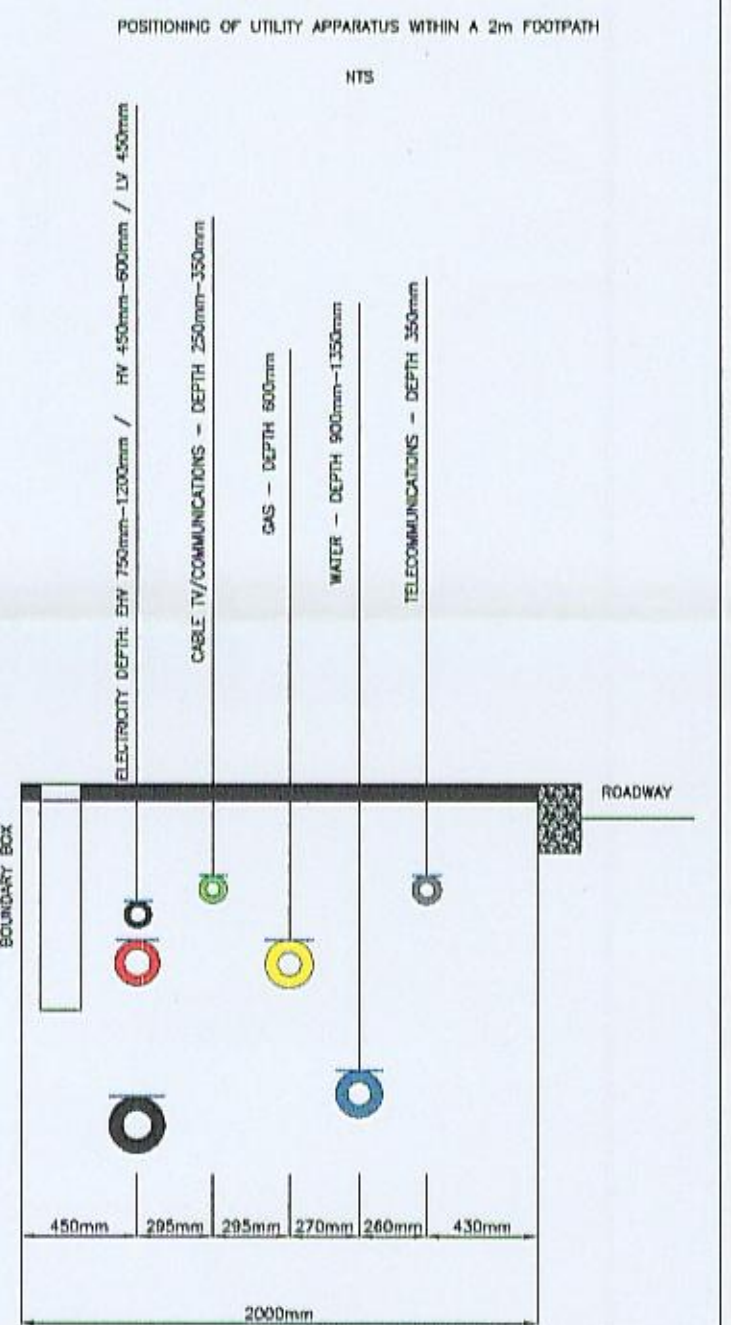 POSITIONING OF UTILITY APPARATUS WITHIN A 2m FOOTPATH
NTS
ELECTRICITY DEPTH: EHV 750mm-1200mm / HV 450mm-600mm / LV 450mm
CABLE TV/COMMUNICATIONS - DEPTH 250mm-350mm
GAS - DEPTH 600mm
WATER - DEPTH 900mm-1350mm
TELECOMMUNICATIONS - DEPTH 350mm
BOUNDARY BOX
ROADWAY
450mm 295mm 295mm 270mm 260mm 430mm
2000mm